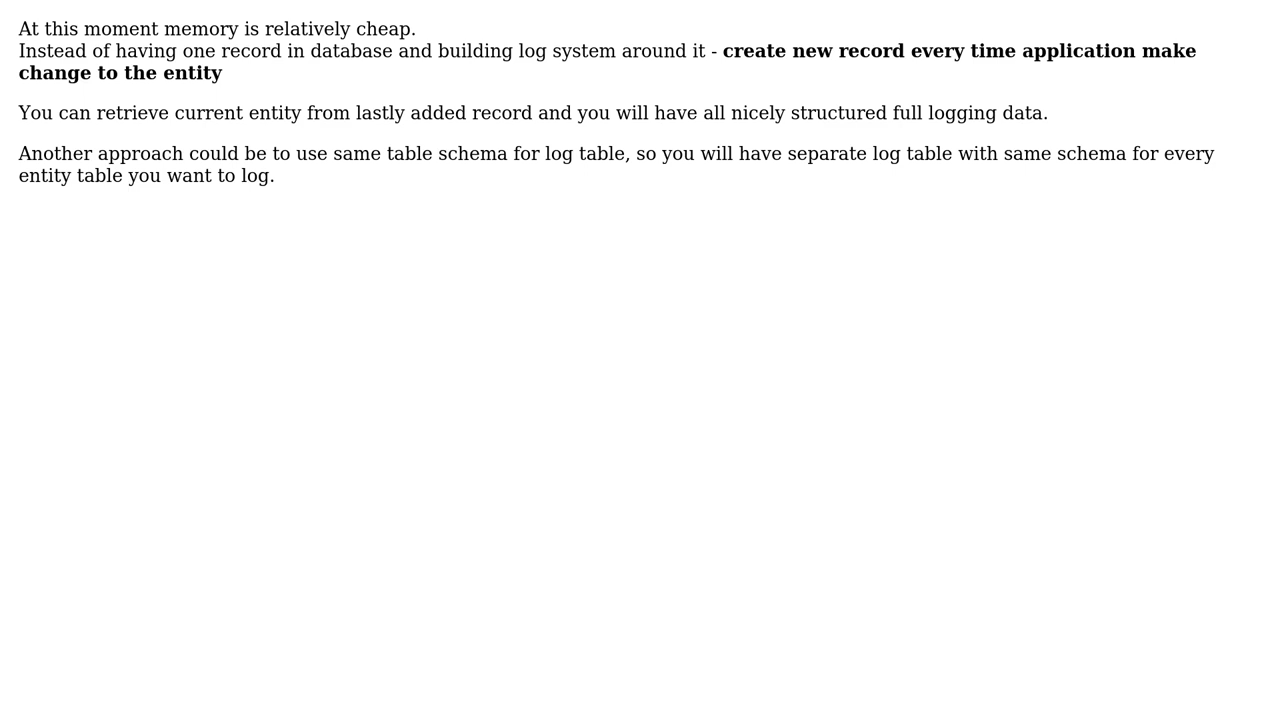 At this moment memory is relatively cheap.
Instead of having one record in database and building log system around it - create new record every time application make
change to the entity
You can retrieve current entity from lastly added record and you will have all nicely structured full logging data.
Another approach could be to use same table schema for log table, so you will have separate log table with same schema for every
entity table you want to log.